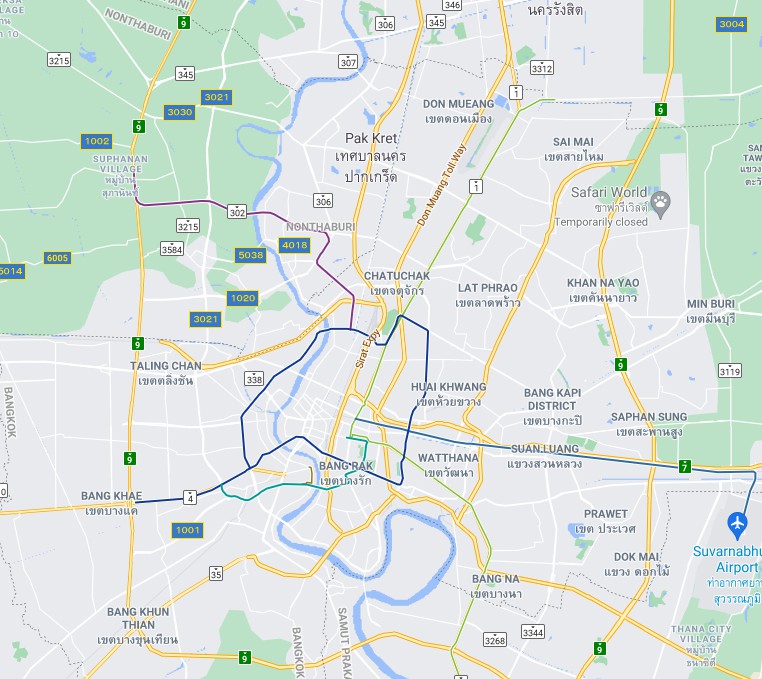 VILLAGE
NONTHABURI
9
3215
345
346
345
306
307
นครรังสิต
3004
3312
1
9
3030
3021
1002
9
SUPHANAN
VILLAGE
หมู่บ้าน
สุภานันท์
DON MUEANG
เขตดอนเมือง
Pak Kret
เทศบาลนคร
ปากเกร็ด
SAI MAI
เขตสายไหม
Don Muang Toll Way
1
Safari World
ซาฟารีเวิลด์
Temporarily closed
306
302
3215
NONTHABURI
3584
4018
5038
6005
6014
1020
3021
CHATUCHAK
เขตจตุจักร
LAT PHRAO
เขตลาดพร้าว
KHAN NA YAO
เขตคันนายาว
MIN BURI
เขตมีนบุรี
Sirat Expy
9
TALING CHAN
เขตตลิ่งชัน
338
HUAI KHWANG
เขตห้วยขวาง
BANG KAPI
DISTRICT
เขตบางกะปิ
9
3119
SAPHAN SUNG
เขตสะพานสูง
BANGKOK
9
BANG RAK
เขตบางรัก
WATTHANA
เขตวัฒนา
SUAN LUANG
แขวงสวนหลวง
7
BANG KHAE
เขตบางแค
4
1001
PRAWET
เขต ประเวศ
Suvarnabhu
Airport
ท่าอากาศยา
สุวรรณภูมิ
DOK MAI
แขวง ดอกไม้
35
BANG NA
เขตบางนา
BANG KHUN
THIAN
เขตบางขุนเทียน
BANGKOK
SAMUT PRAKA
3268
3344
THANA CITY
VILLAGE
หมู่บ้าน
ธนาซิตี้
9
9